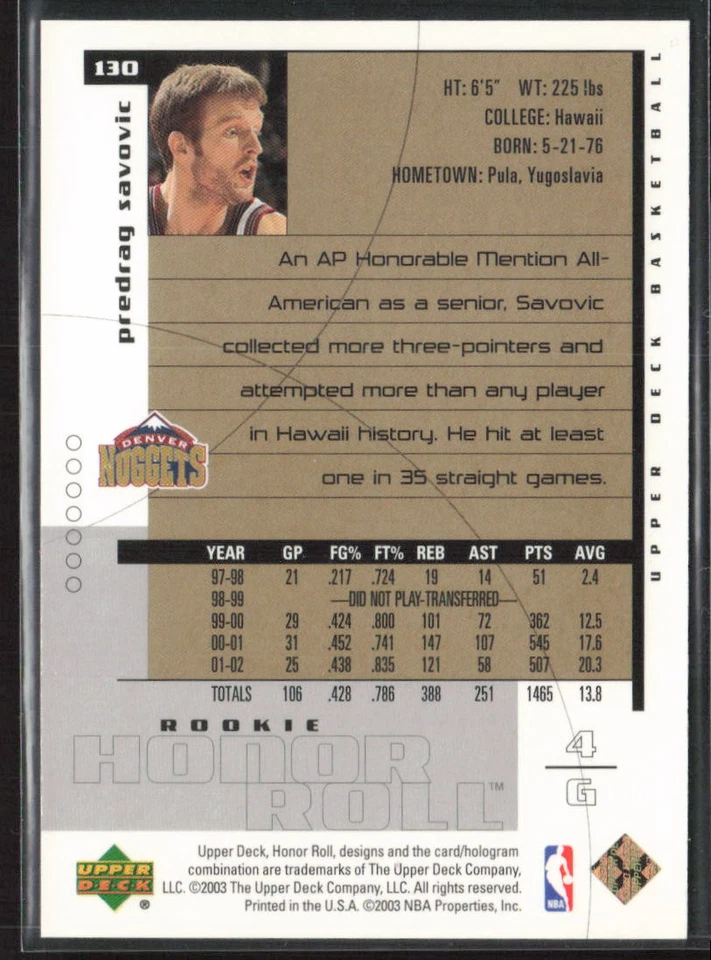 130
predrag savovic
HT: 6'5" WT: 225 lbs
COLLEGE: Hawaii
BORN: 5-21-76
HOMETOWN: Pula, Yugoslavia
UPPER DECK BASKETBALL
An AP Honorable Mention All-
American as a senior, Savovic
collected more three-pointers and
attempted more than any player
in Hawaii history. He hit at least
one in 35 straight games.
DENVER
NUGGETS
YEAR GP FG% FT% REB AST PTS AVG
97-98 21 .217 .724 19 14 51 2.4
98-99 —DID NOT PLAY-TRANSFERRED—
99-00 29 .424 .800 101 72 362 12.5
00-01 31 .452 .741 147 107 545 17.6
01-02 25 .438 .835 121 58 507 20.3
TOTALS 106 .428 .786 388 251 1465 13.8
ROOKIE
HONOR
ROLL™
4
G
UPPER
DECK
®
Upper Deck, Honor Roll, designs and the card/hologram
combination are trademarks of The Upper Deck Company,
LLC. ©2003 The Upper Deck Company, LLC. All rights reserved.
Printed in the U.S.A. ©2003 NBA Properties, Inc.
NBA